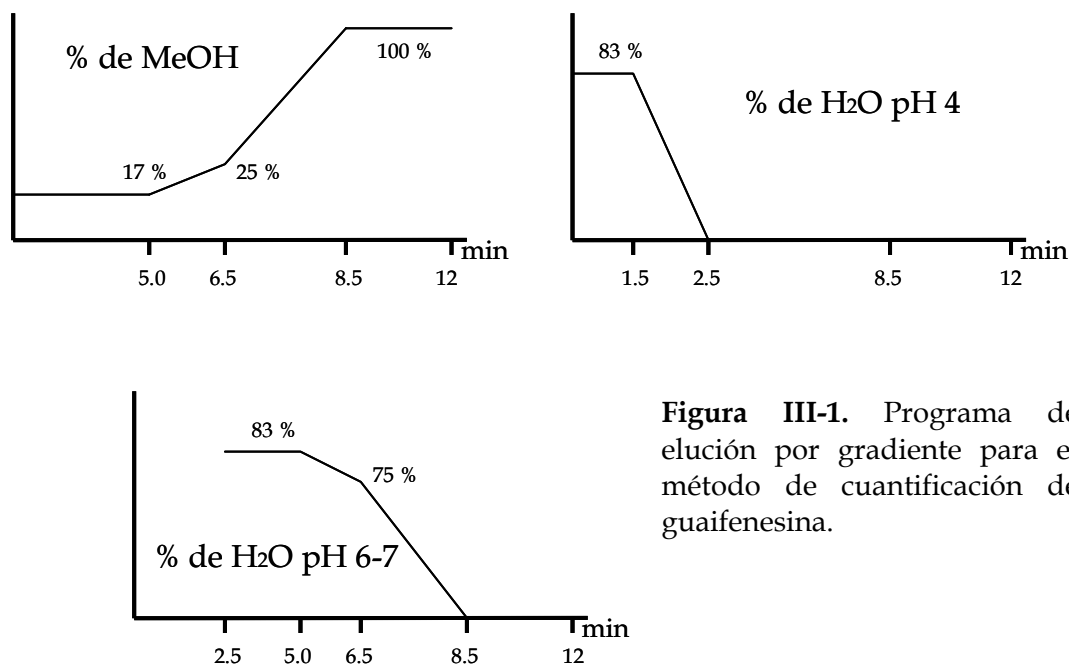 % de MeOH
100 %
17 %
25 %
min
5.0 6.5 8.5 12
83 %
% de H2O pH 4
min
1.5 2.5 8.5 12
83 %
75 %
% de H2O pH 6-7
min
2.5 5.0 6.5 8.5 12
Figura III-1. Programa de
elución por gradiente para e
método de cuantificación de
guaifenesina.